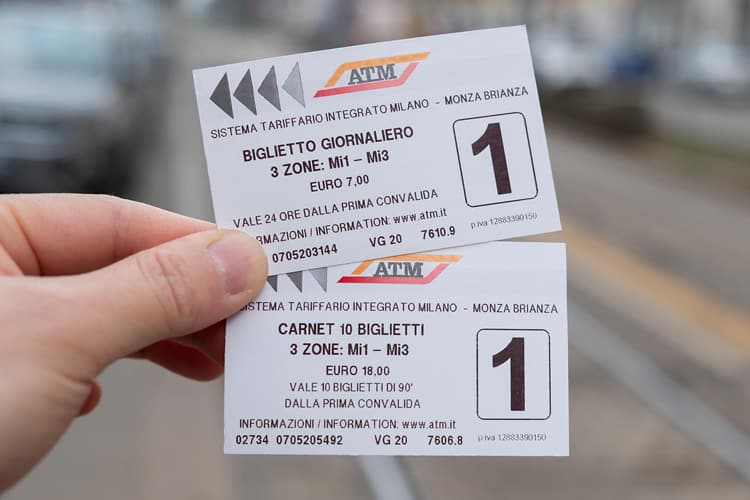 ATM
SISTEMA TARIFFARIO INTEGRATO MILANO - MONZA BRIANZA
BIGLIETTO GIORNALIERO
3 ZONE: Mi1 – Mi3
EURO 7,00
1
VALE 24 ORE DALLA PRIMA CONVALIDA
RMAZIONI / INFORMATION: www.atm.it
p.iva 12883390150
0705203144 VG 20 7610.9
ATM
SISTEMA TARIFFARIO INTEGRATO MILANO - MONZA BRIANZA
CARNET 10 BIGLIETTI
3 ZONE: Mi1 – Mi3
EURO 18,00
1
VALE 10 BIGLIETTI DI 90'
DALLA PRIMA CONVALIDA
INFORMAZIONI / INFORMATION: www.atm.it
02734 0705205492 VG 20 7606.8
p.iva 12883390150